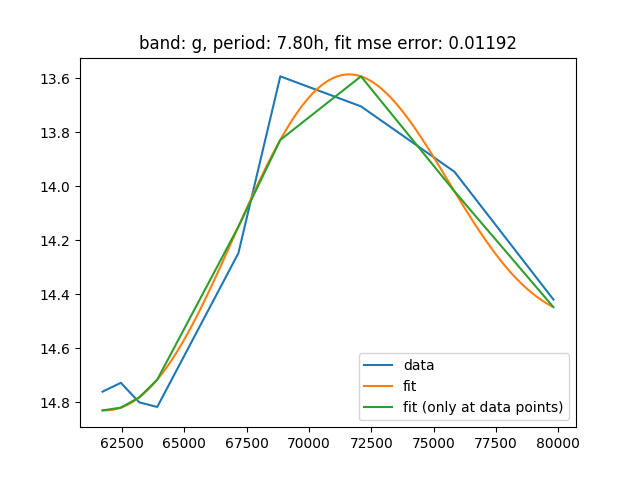 band: g, period: 7.80h, fit mse error: 0.01192
13.6
13.8
14.0
14.2
14.4
14.6
14.8
data
fit
fit (only at data points)
62500 65000 67500 70000 72500 75000 77500 80000